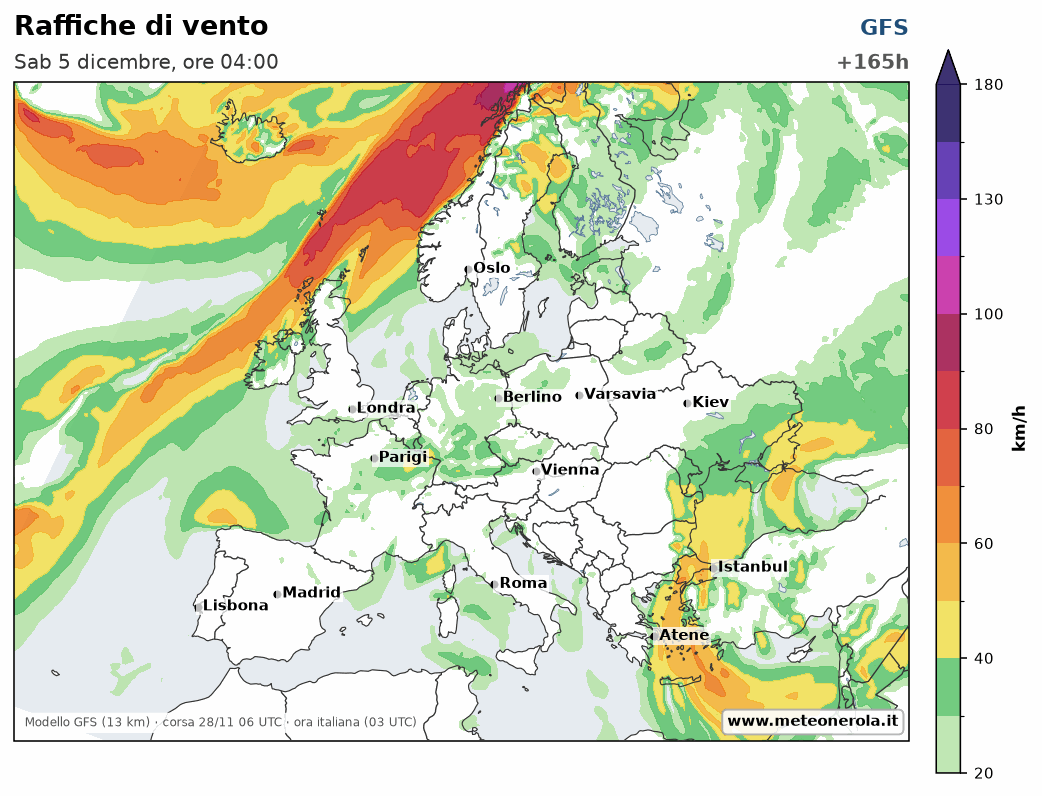 Raffiche di vento
GFS
Sab 5 dicembre, ore 04:00
+165h
180
130
100
80
60
40
20
km/h
Oslo
Berlino
Varsavia
Kiev
Londra
Parigi
Vienna
Istanbul
Roma
Madrid
Lisbona
Atene
Modello GFS (13 km) · corsa 28/11 06 UTC · ora italiana (03 UTC)
www.meteonerola.it